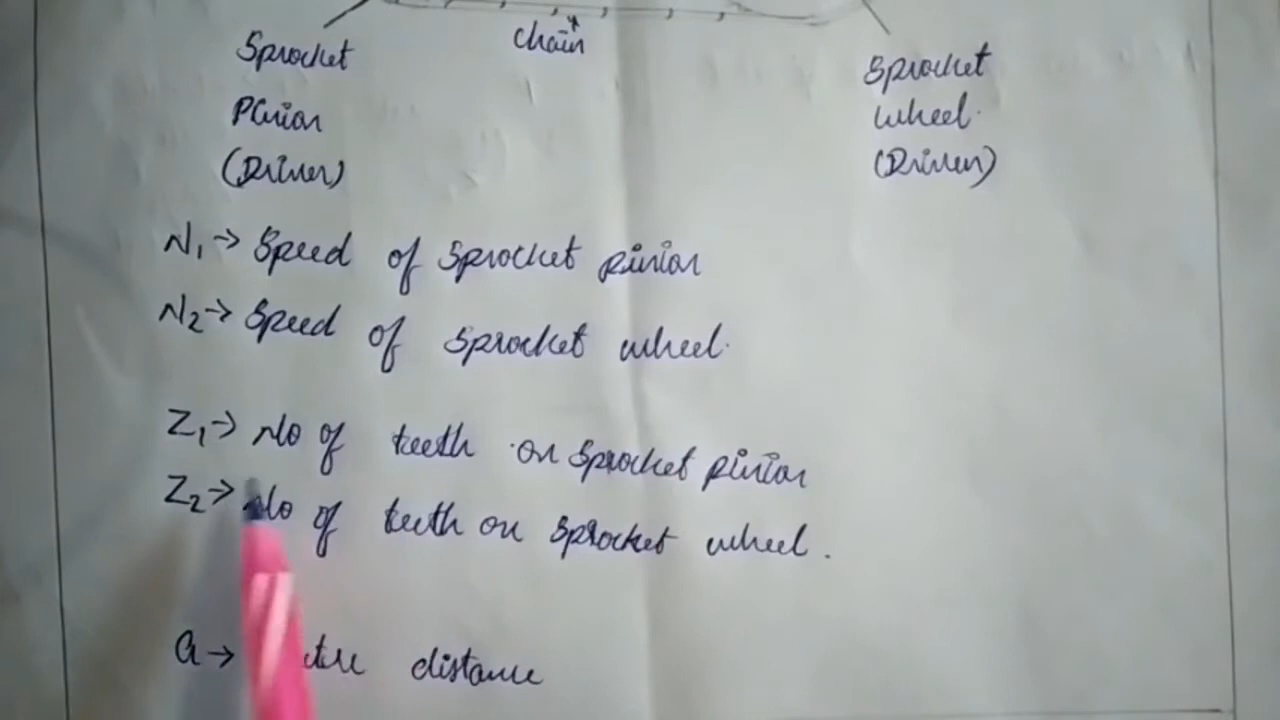 Chain
Sprocket
Pinion
(Driver)
Sprocket
wheel.
(Driven)
N1 → Speed of Sprocket pinion
N2 → Speed of Sprocket wheel.
Z1 → No of teeth on Sprocket pinion
Z2 → No of teeth on Sprocket wheel.
a → distance